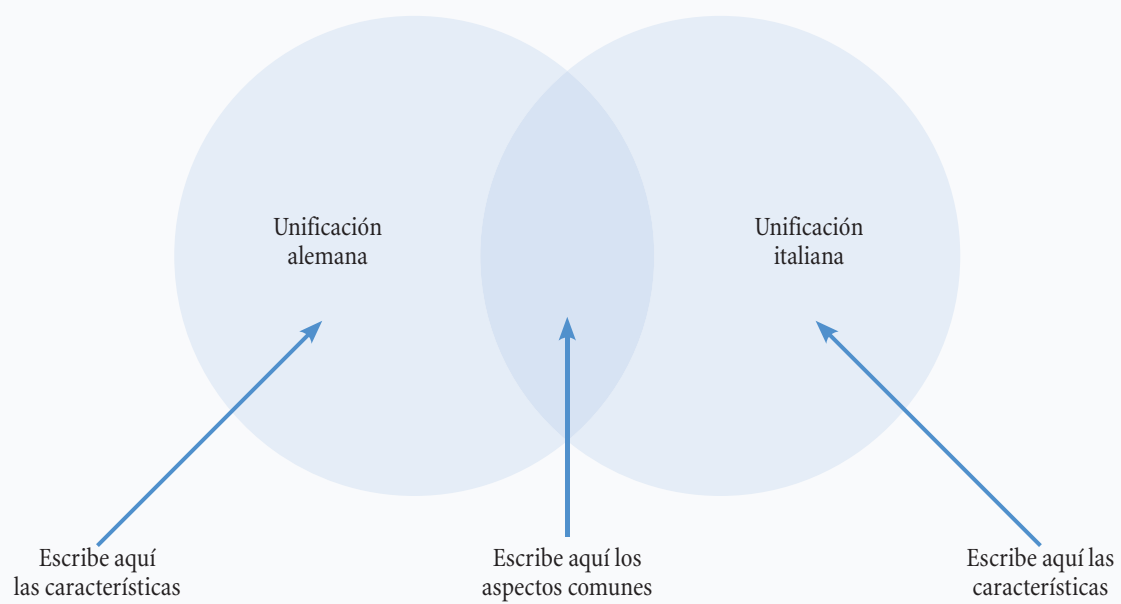 Unificación
alemana
Unificación
italiana
Escribe aquí
las características
Escribe aquí los
aspectos comunes
Escribe aquí las
características